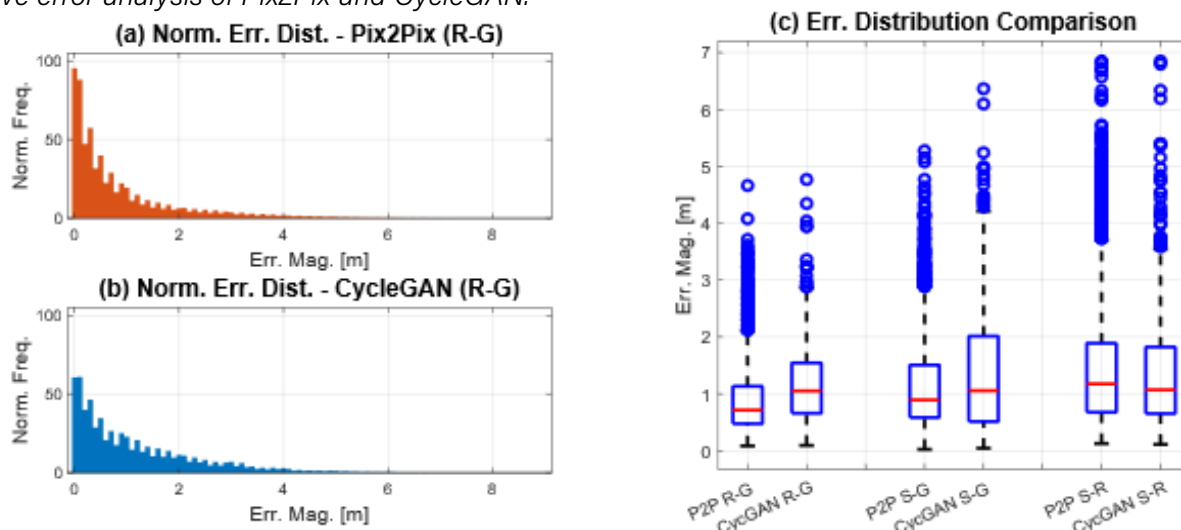 ve error analysis of Pix2Pix and CycleGAN.
(a) Norm. Err. Dist. - Pix2Pix (R-G)
100
50
0
Norm. Freq.
0 2 4 6 8
Err. Mag. [m]
(b) Norm. Err. Dist. - CycleGAN (R-G)
100
50
0
Norm. Freq.
0 2 4 6 8
Err. Mag. [m]
(c) Err. Distribution Comparison
7
6
5
4
3
2
1
0
Err. Mag. [m]
P2P R-G
CycGAN R-G
P2P S-G
CycGAN S-G
P2P S-R
CycGAN S-R